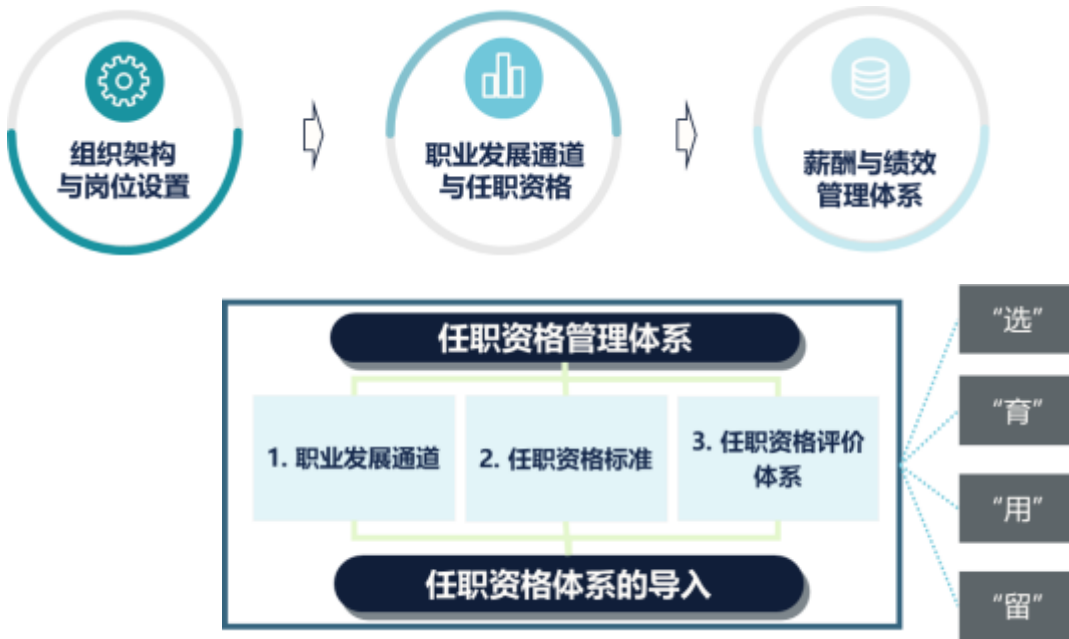 组织架构
与岗位设置
职业发展通道
与任职资格
薪酬与绩效
管理体系
任职资格管理体系
1. 职业发展通道
2. 任职资格标准
3. 任职资格评价
体系
任职资格体系的导入
“选”
“育”
“用”
“留”